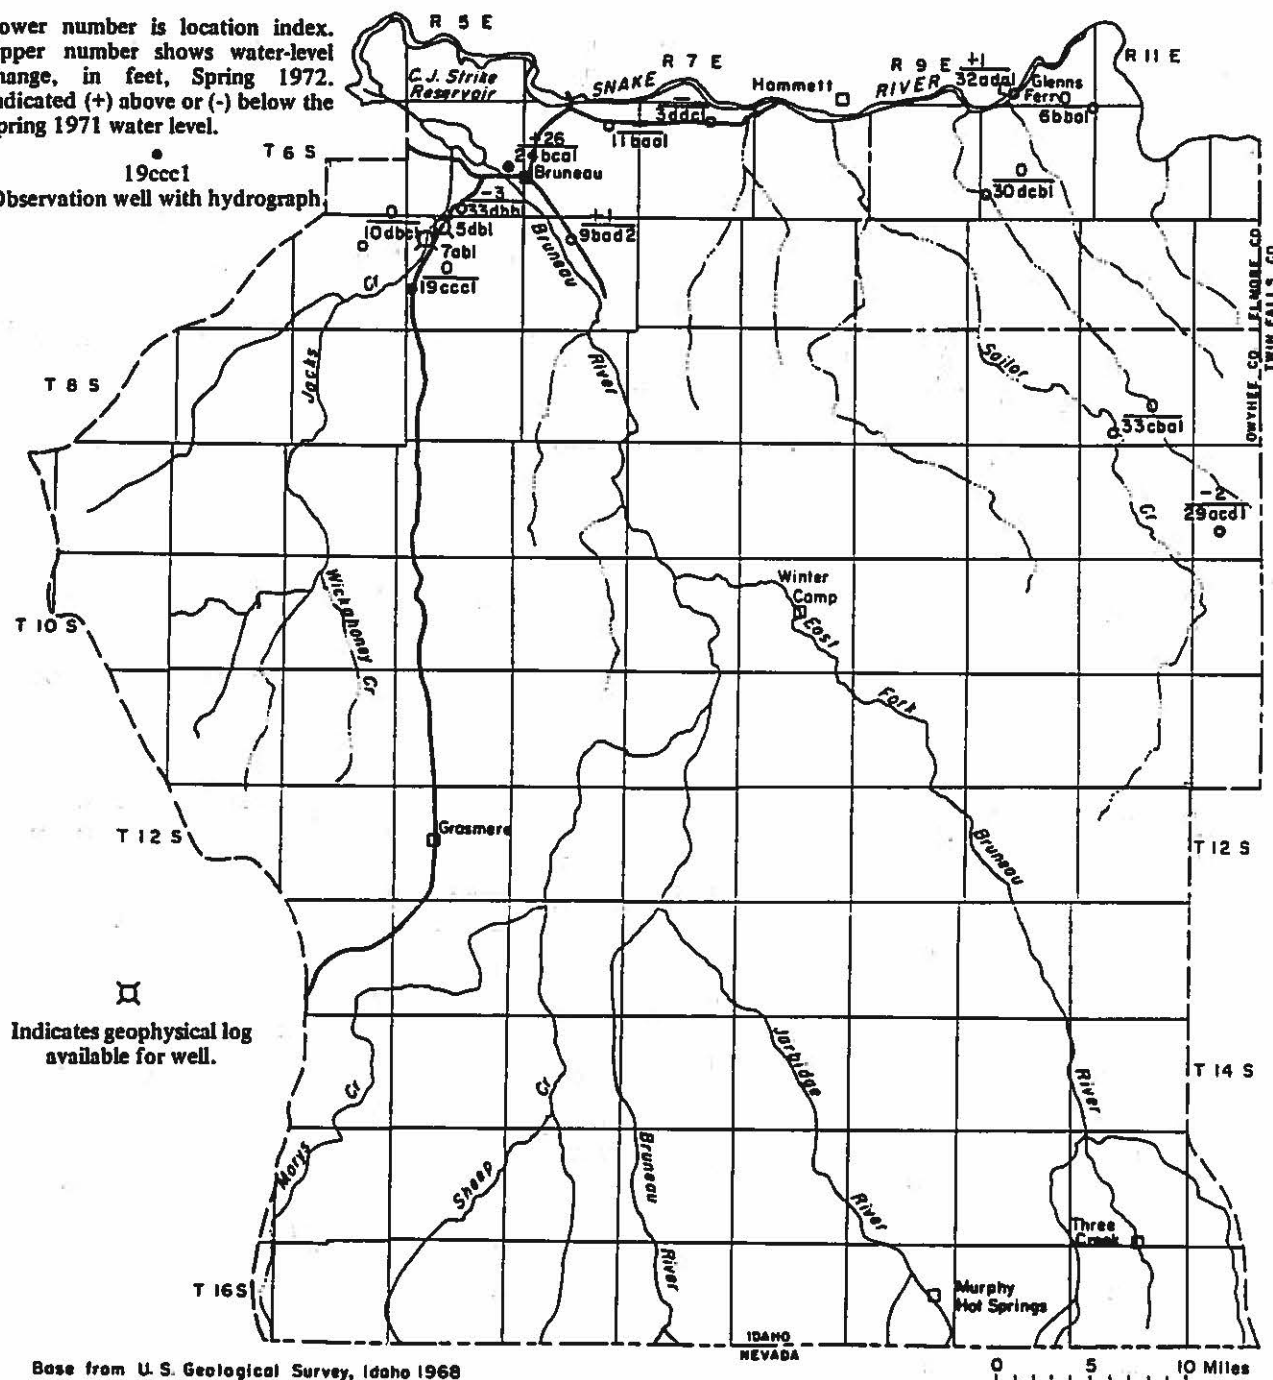 ower number is location index.
pper number shows water-level
hange, in feet, Spring 1972.
ndicated (+) above or (-) below the
pring 1971 water level.
19ccc1
Observation well with hydrograph
R 5 E
R 7 E
R 9 E
R 11 E
C. J. Strike
Reservoir
SNAKE
RIVER
Hammett
Glenns
Ferry
+1
32ada1
0
6bba1
3ddc1
11baa1
+26
24bca1
Bruneau
T 6 S
0
30dcb1
-3
33dbb1
0
10dbc1
5db1
7ab1
+1
9bad2
0
19ccc1
Bruneau
River
Cr
Jacks
T 8 S
Sailor
Cr
0
33cba1
-2
29acd1
OWYHEE CO
ELMORE CO
TWIN FALLS CO
Wickahoney
Cr
T 10 S
Winter
Camp
East
Fork
Bruneau
River
T 12 S
Grasmere
T 12 S
Indicates geophysical log
available for well.
T 14 S
Jarbidge
River
Marys
Cr
Sheep
Cr
Bruneau
River
Three
Creek
T 16 S
Murphy
Hot Springs
IDAHO
NEVADA
Base from U. S. Geological Survey, Idaho 1968
0 5 10 Miles